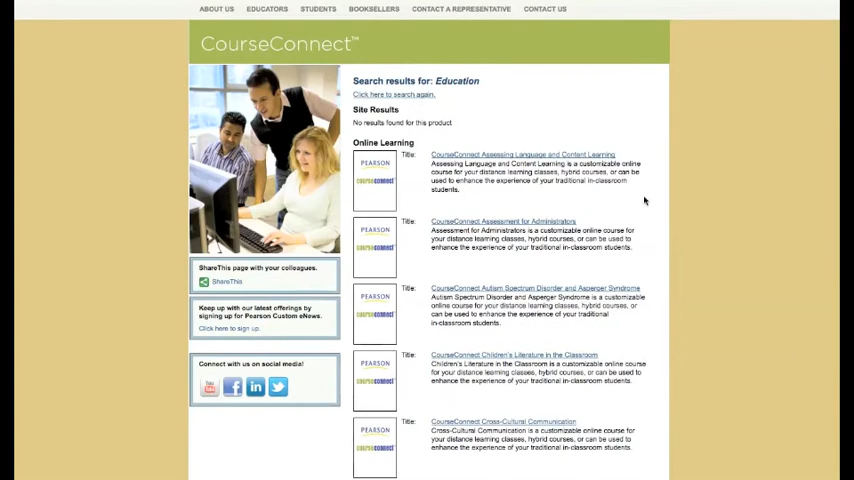 ABOUT US EDUCATORS STUDENTS BOOKSELLERS CONTACT A REPRESENTATIVE CONTACT US
CourseConnect™
Search results for: Education
Click here to search again.
Site Results
No results found for this product
Online Learning
PEARSON
courseconnect
Title:
CourseConnect Assessing Language and Content Learning
Assessing Language and Content Learning is a customizable online
course for your distance learning classes, hybrid courses, or can be
used to enhance the experience of your traditional in-classroom
students.
PEARSON
courseconnect
Title:
CourseConnect Assessment for Administrators
Assessment for Administrators is a customizable online course for
your distance learning classes, hybrid courses, or can be used to
enhance the experience of your traditional in-classroom students.
PEARSON
courseconnect
Title:
CourseConnect Autism Spectrum Disorder and Asperger Syndrome
Autism Spectrum Disorder and Asperger Syndrome is a customizable
online course for your distance learning classes, hybrid courses, or
can be used to enhance the experience of your traditional
in-classroom students.
PEARSON
courseconnect
Title:
CourseConnect Children's Literature in the Classroom
Children's Literature in the Classroom is a customizable online course
for your distance learning classes, hybrid courses, or can be used to
enhance the experience of your traditional in-classroom students.
PEARSON
courseconnect
Title:
CourseConnect Cross-Cultural Communication
Cross-Cultural Communication is a customizable online course for
your distance learning classes, hybrid courses, or can be used to
enhance the experience of your traditional in-classroom students.
ShareThis page with your colleagues.
ShareThis
Keep up with our latest offerings by
signing up for Pearson Custom eNews.
Click here to sign up.
Connect with us on social media!
You
Tube
f
in